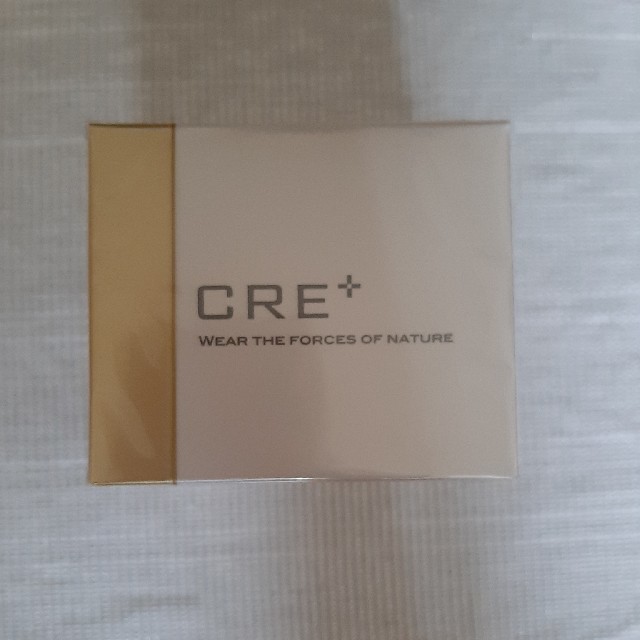 CRE+
WEAR THE FORCES OF NATURE